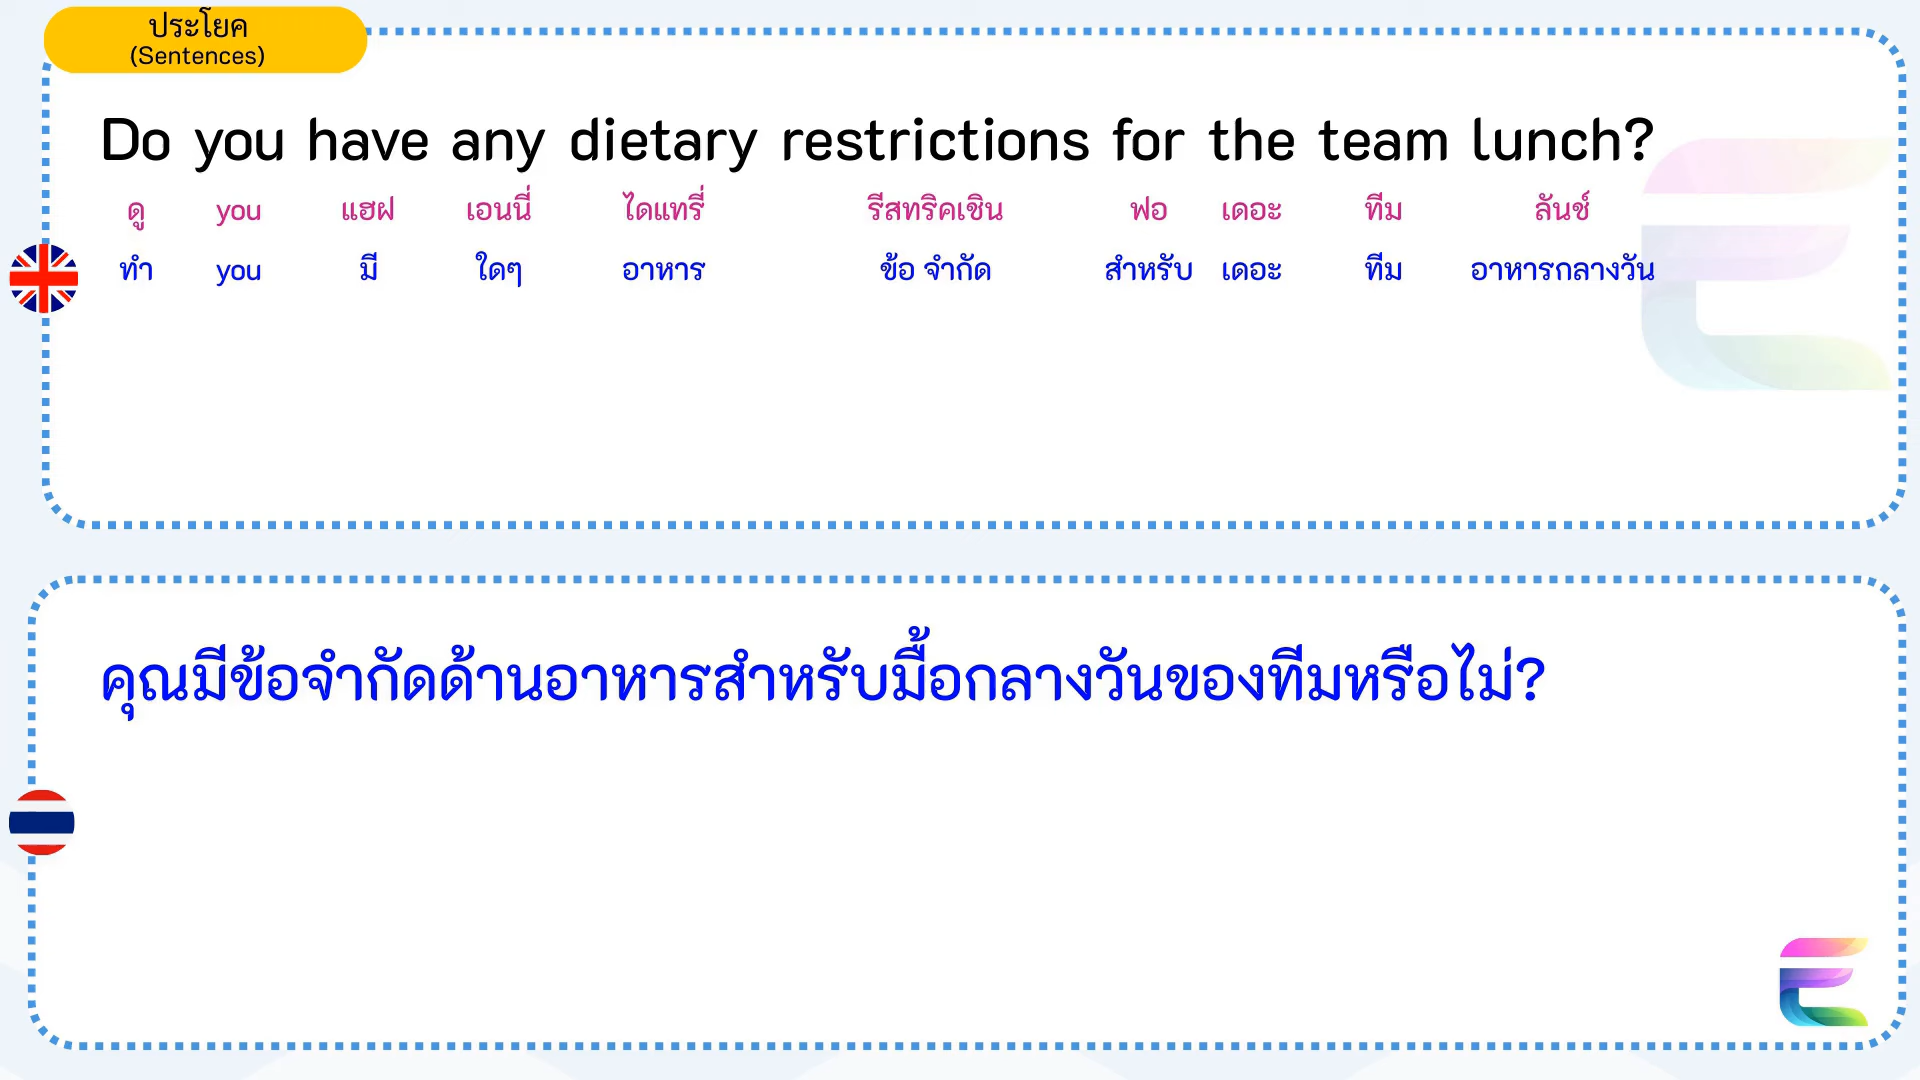 ประโยค
(Sentences)
Do you have any dietary restrictions for the team lunch?
ดู you แฮฝ เอนนี่ ไดแทรี่ รีสทริคเชิน ฟอ เดอะ ทีม ลันช์
ทำ you มี ใดๆ อาหาร ข้อ จำกัด สำหรับ เดอะ ทีม อาหารกลางวัน
คุณมีข้อจำกัดด้านอาหารสำหรับมื้อกลางวันของทีมหรือไม่?